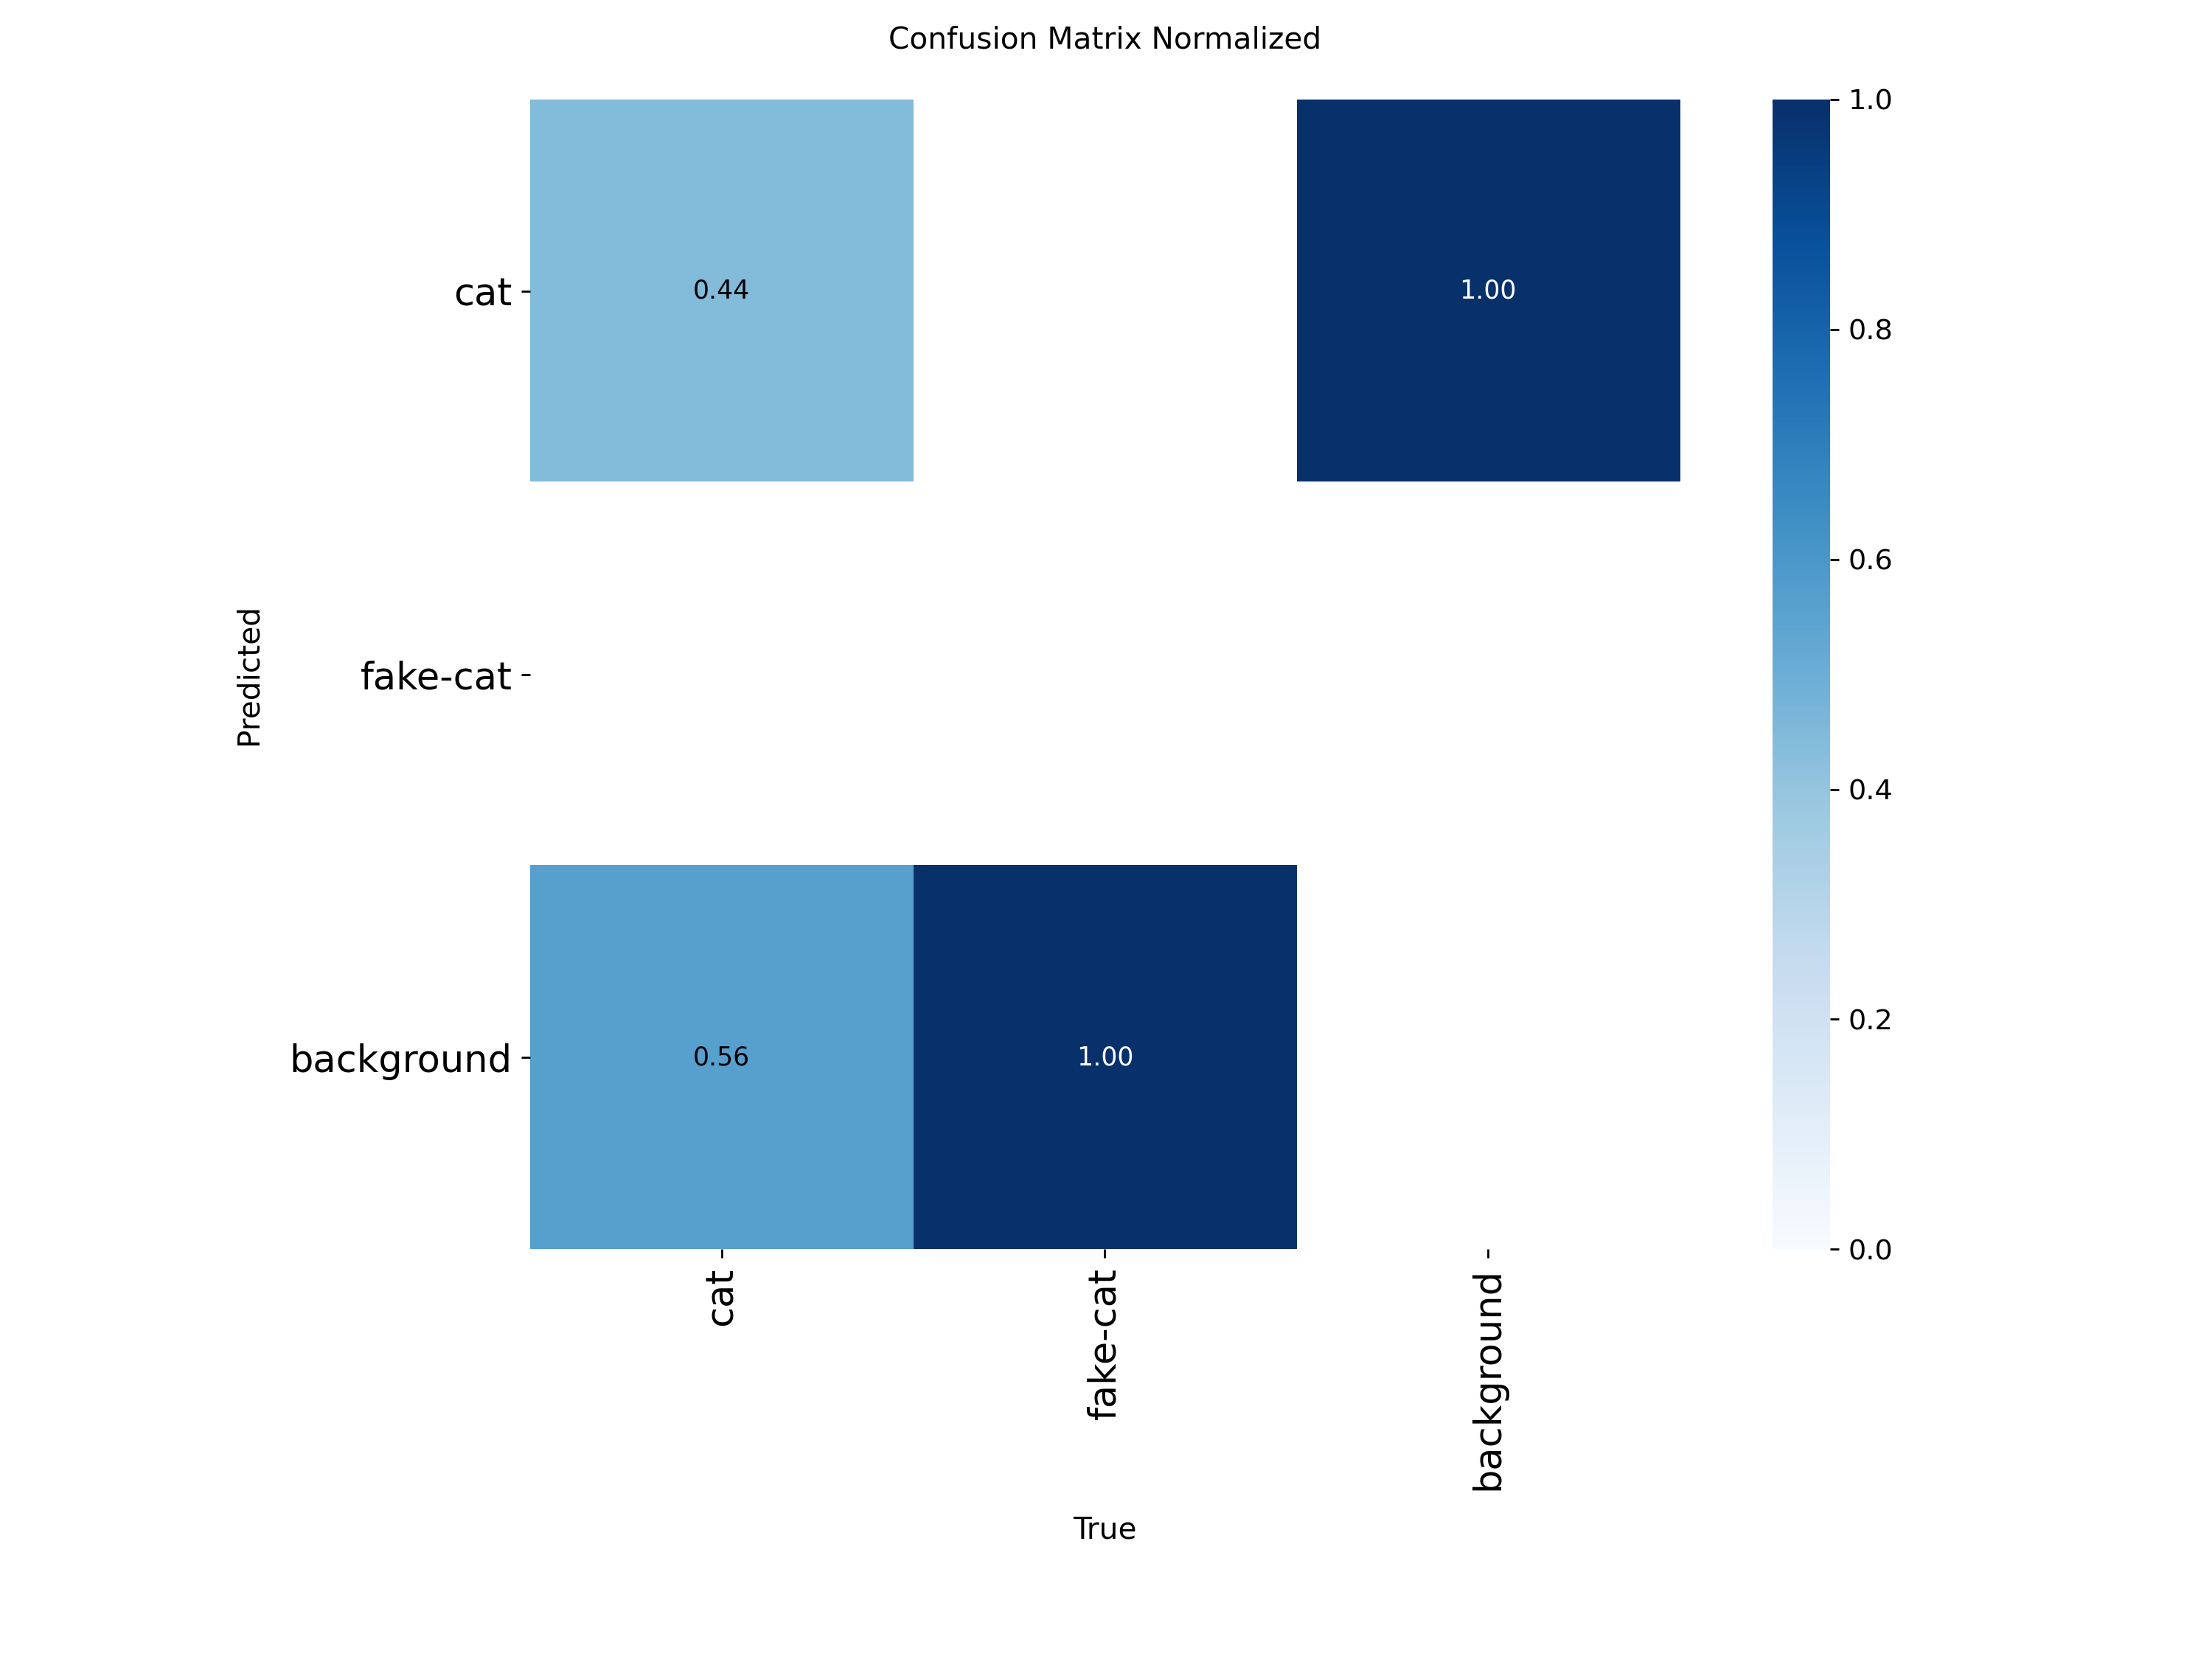 Confusion Matrix Normalized
cat
0.44
1.00
1.0
0.8
0.6
0.4
0.2
0.0
Predicted
fake-cat
background
0.56
1.00
cat
fake-cat
background
True